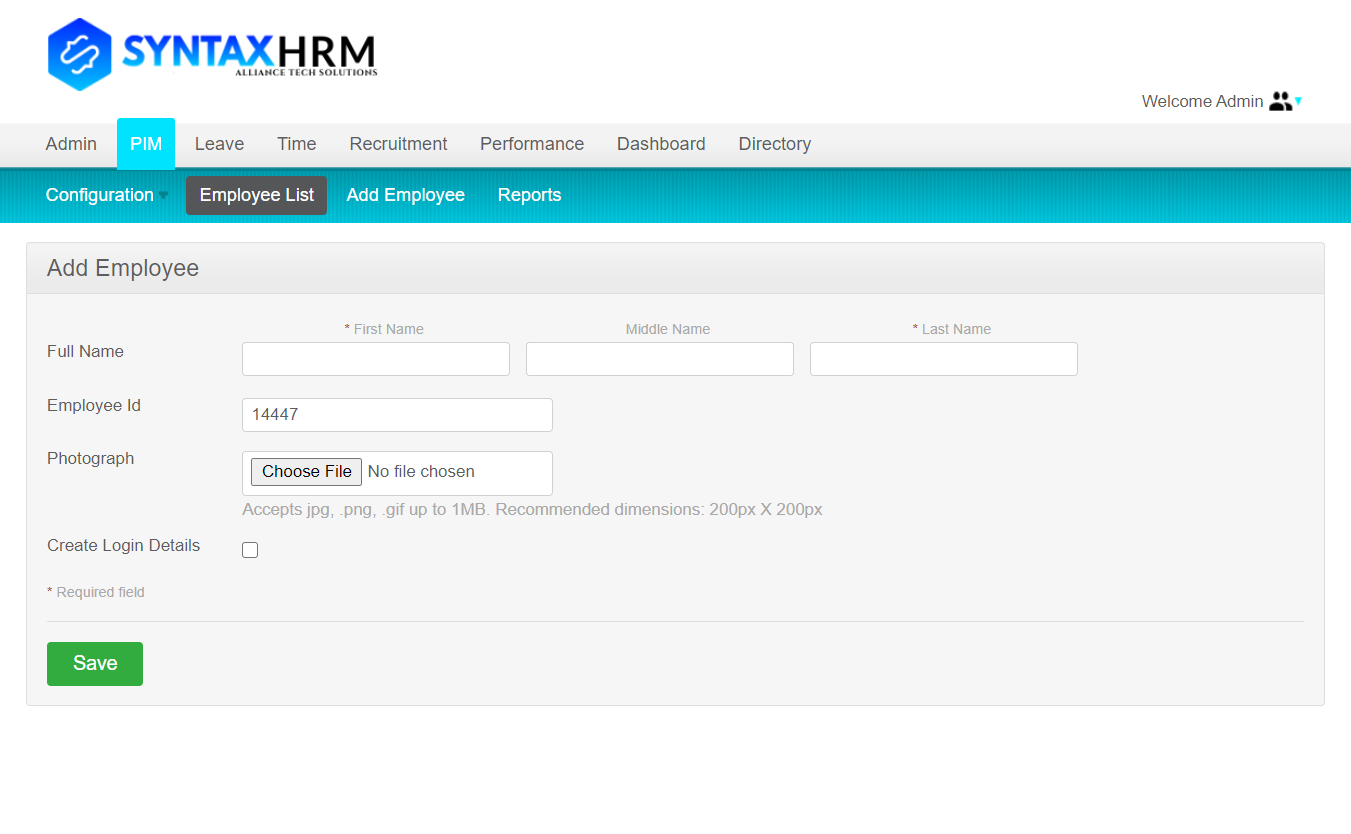 SYNTAXHRM
ALLIANCE TECH SOLUTIONS
Welcome Admin
Admin PIM Leave Time Recruitment Performance Dashboard Directory
Configuration Employee List Add Employee Reports
Add Employee
* First Name Middle Name * Last Name
Full Name
Employee Id 14447
Photograph Choose File No file chosen
Accepts jpg, .png, .gif up to 1MB. Recommended dimensions: 200px X 200px
Create Login Details
* Required field
Save